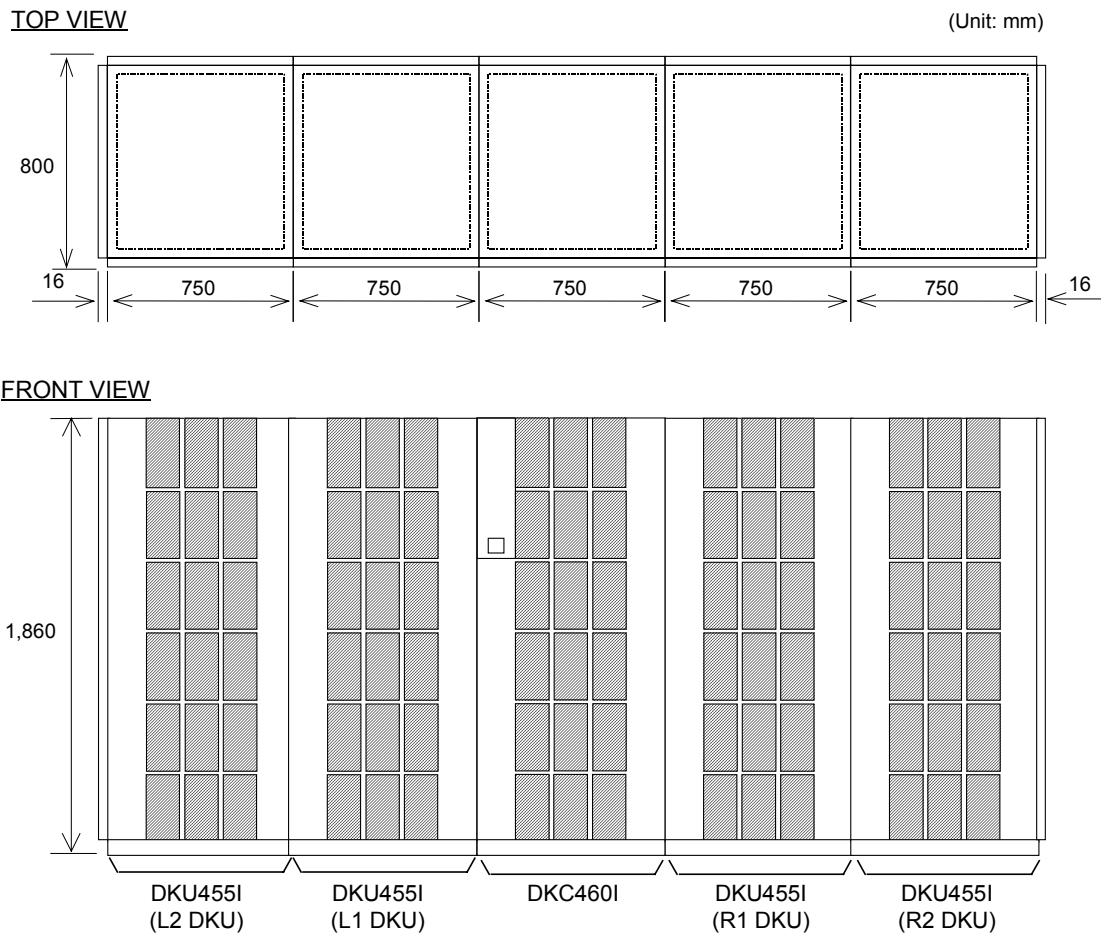 TOP VIEW
(Unit: mm)
800
16
750
750
750
750
750
16
FRONT VIEW
1,860
DKU455I
(L2 DKU)
DKU455I
(L1 DKU)
DKC460I
DKU455I
(R1 DKU)
DKU455I
(R2 DKU)